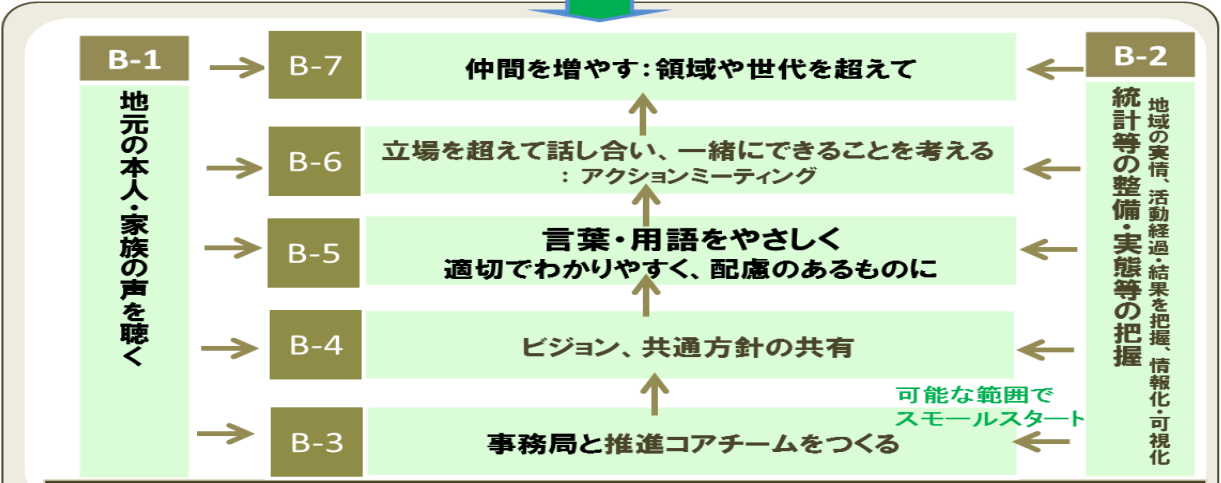 B-1
地元の本人・家族の声を聴く
B-7
仲間を増やす：領域や世代を超えて
B-6
立場を超えて話し合い、一緒にできることを考える
：アクションミーティング
B-5
言葉・用語をやさしく
適切でわかりやすく、配慮のあるものに
B-4
ビジョン、共通方針の共有
可能な範囲で
スモールスタート
B-3
事務局と推進コアチームをつくる
B-2
統計等の整備・実態等の把握
地域の実情、活動経過・結果を把握、情報化・可視化